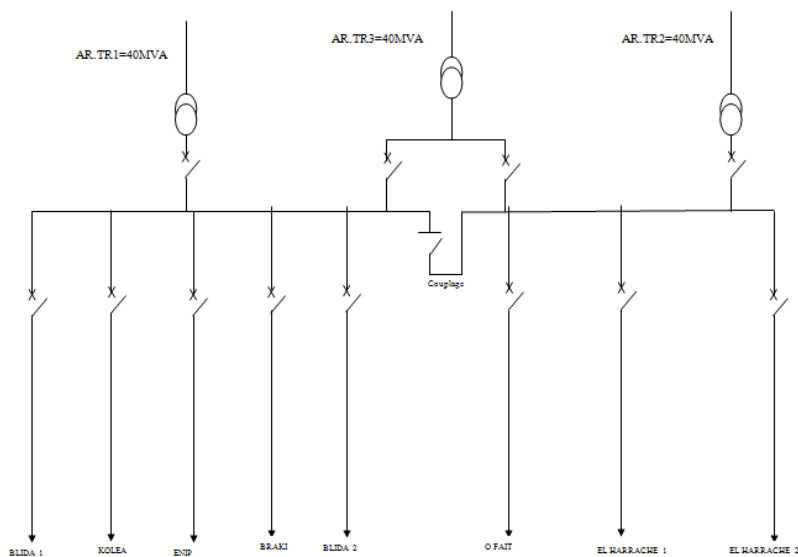 AR.TR1=40MVA
AR.TR3=40MVA
AR.TR2=40MVA
Couplage
BLIDA 1
KOLEA
ENIP
BRAKI
BLIDA 2
O FAIT
EL HARRACHE 1
EL HARRACHE 2